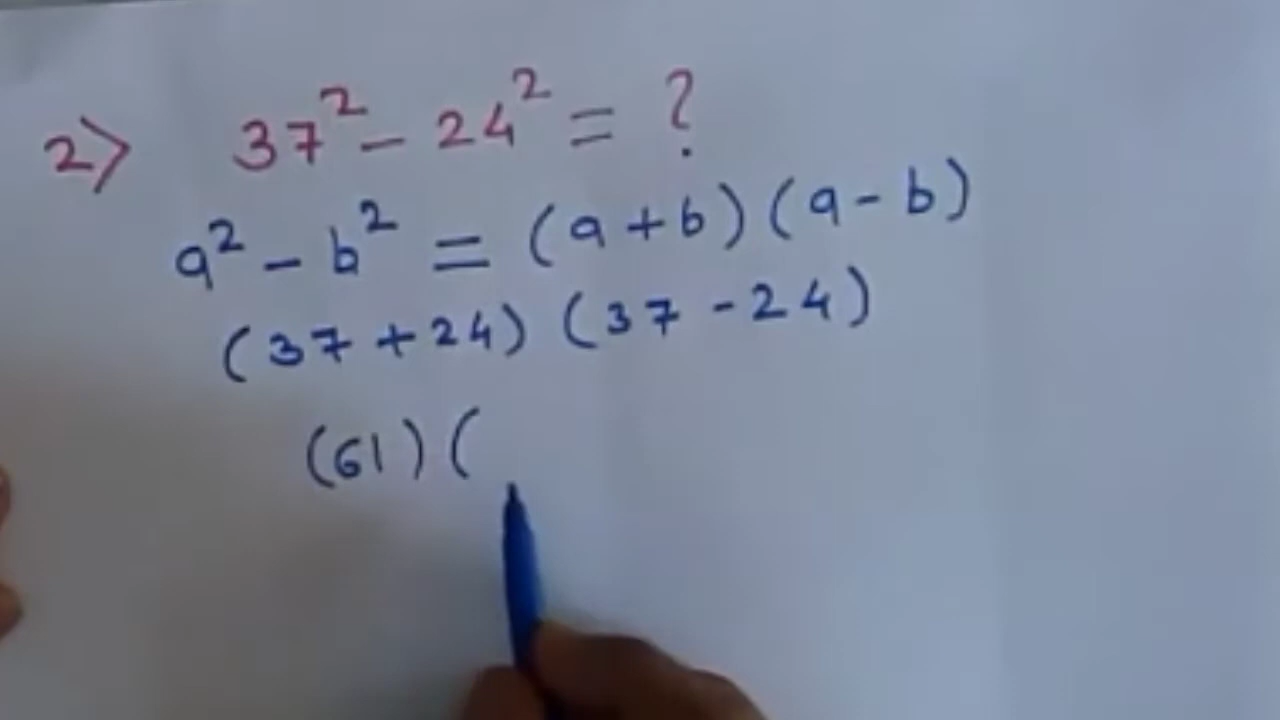 2> 37² - 24² = ?
a² - b² = (a + b) (a - b)
(37 + 24) (37 - 24)
(61) (